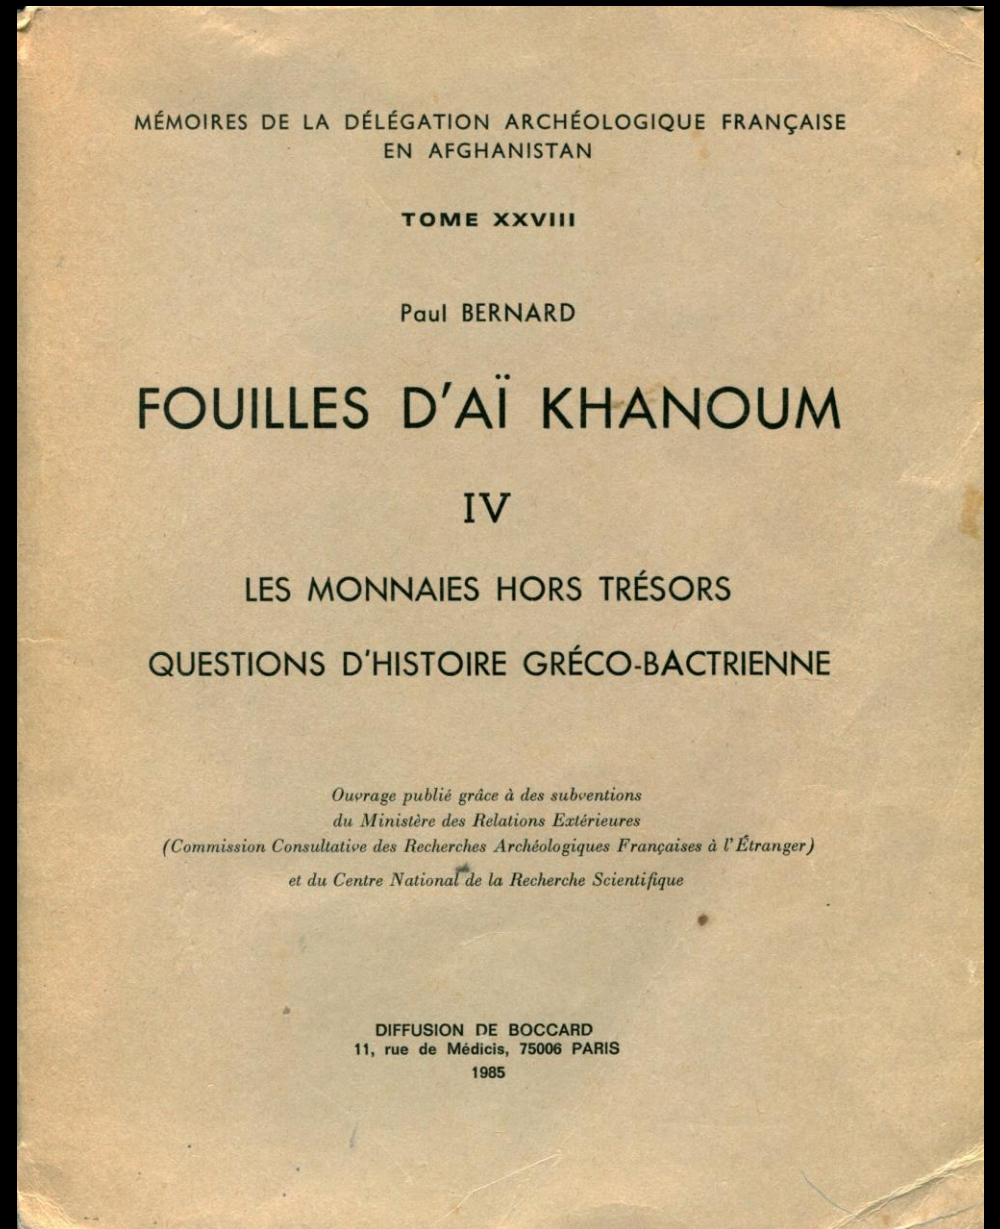 MÉMOIRES DE LA DÉLÉGATION ARCHÉOLOGIQUE FRANÇAISE
EN AFGHANISTAN
TOME XXVIII
Paul BERNARD
FOUILLES D'AÏ KHANOUM
IV
LES MONNAIES HORS TRÉSORS
QUESTIONS D'HISTOIRE GRÉCO-BACTRIENNE
Ouvrage publié grâce à des subventions
du Ministère des Relations Extérieures
(Commission Consultative des Recherches Archéologiques Françaises à l'Étranger)
et du Centre National de la Recherche Scientifique
DIFFUSION DE BOCCARD
11, rue de Médicis, 75006 PARIS
1985